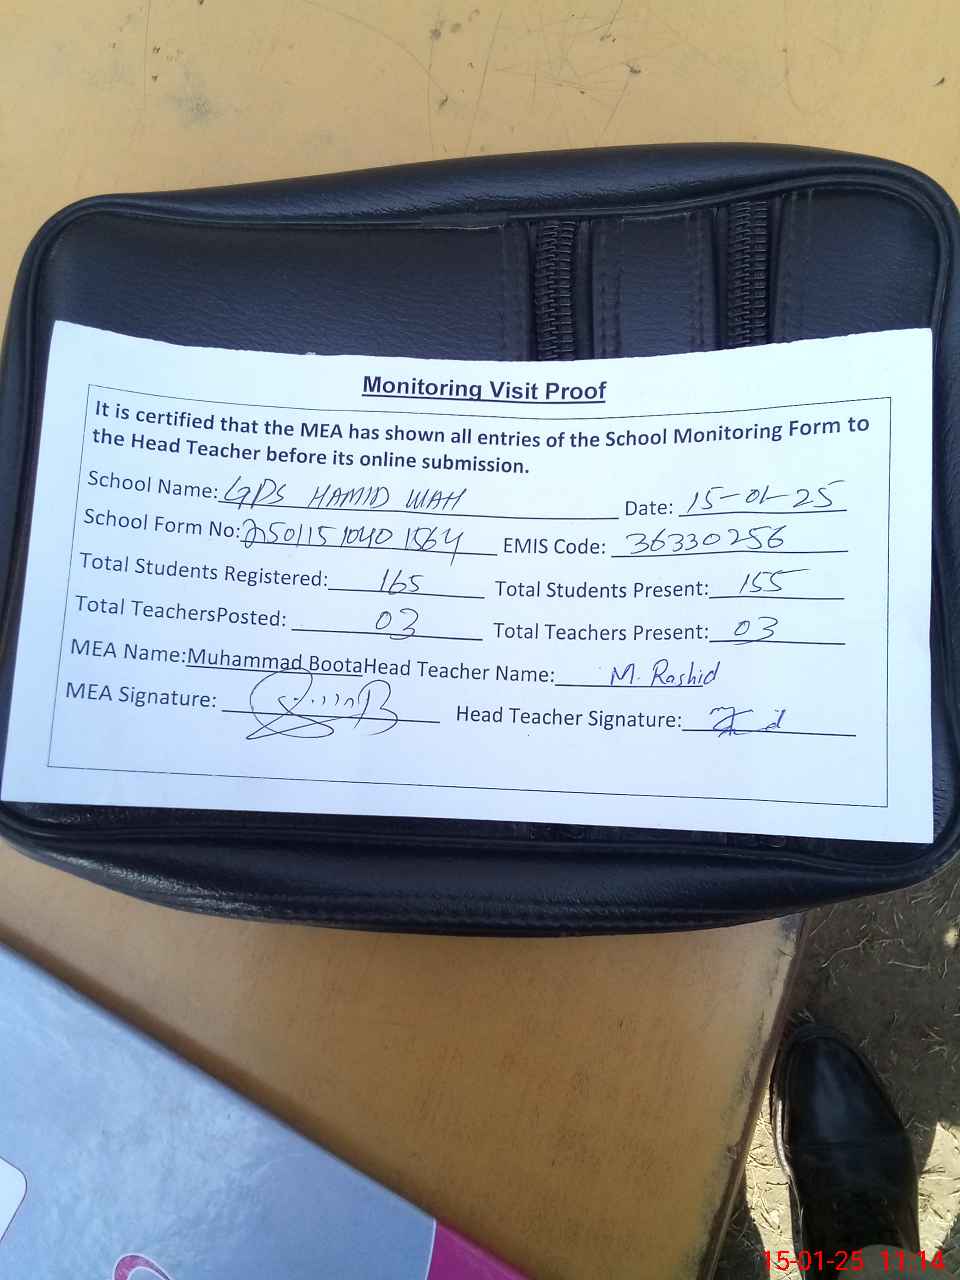 Monitoring Visit Proof
It is certified that the MEA has shown all entries of the School Monitoring Form to
the Head Teacher before its online submission.
School Name: GPS HAMID WAH Date: 15-01-25
School Form No: 250115 1040 1564 EMIS Code: 36330256
Total Students Registered: 165 Total Students Present: 155
Total TeachersPosted: 03 Total Teachers Present: 03
MEA Name:Muhammad BootaHead Teacher Name: M. Rashid
MEA Signature: Head Teacher Signature:
15-01-25 11:14